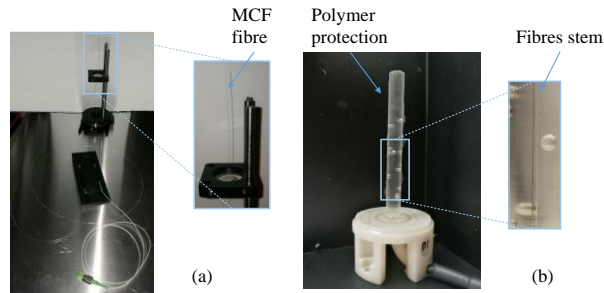 MCF
fibre
Polymer
protection
Fibres stem
(a)
(b)